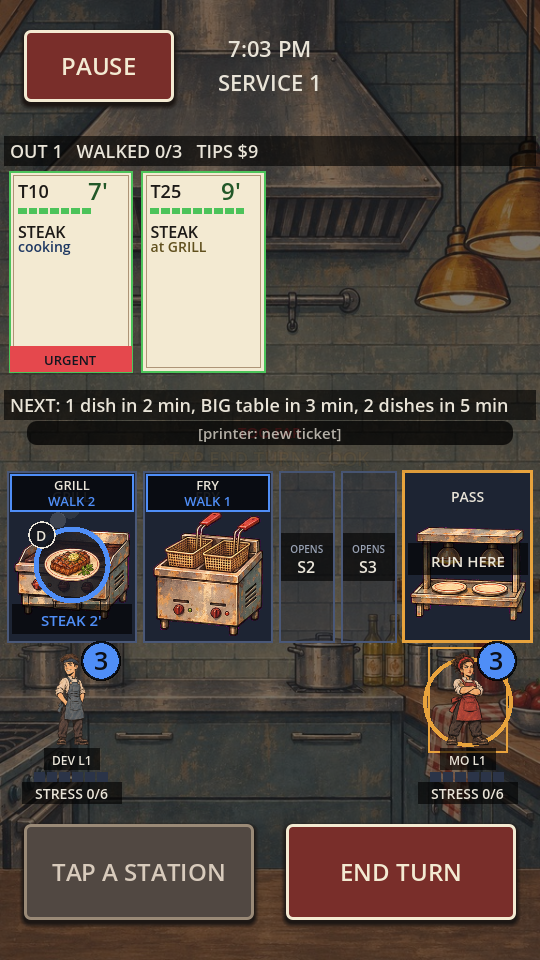 PAUSE
7:03 PM
SERVICE 1
OUT 1 WALKED 0/3 TIPS $9
T10 7'
STEAK
cooking
URGENT
T25 9'
STEAK
at GRILL
NEXT: 1 dish in 2 min, BIG table in 3 min, 2 dishes in 5 min
[printer: new ticket]
GRILL
WALK 2
D
STEAK 2'
FRY
WALK 1
OPENS
S2
OPENS
S3
PASS
RUN HERE
3
DEV L1
STRESS 0/6
3
MO L1
STRESS 0/6
TAP A STATION
END TURN